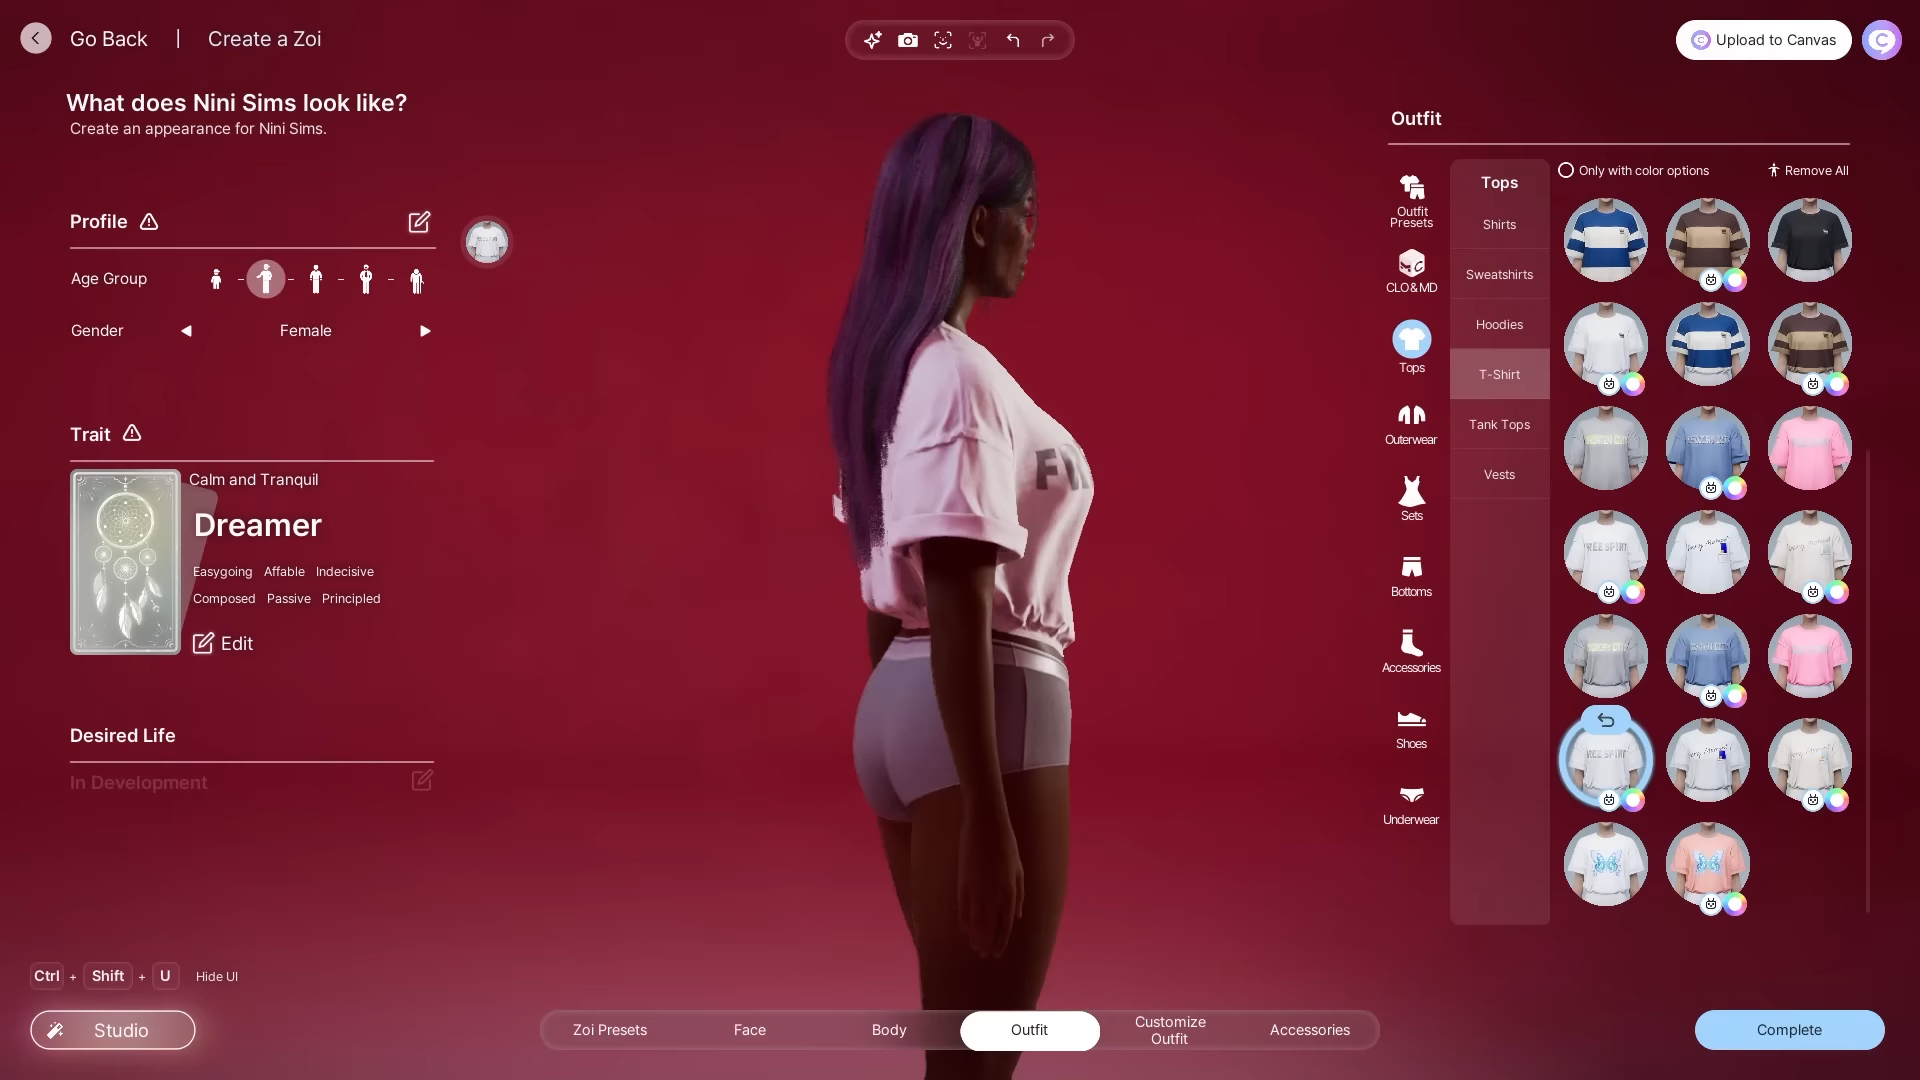 Go Back | Create a Zoi
Upload to Canvas
What does Nini Sims look like?
Create an appearance for Nini Sims.
Profile
Age Group
Gender
Female
Trait
Calm and Tranquil
Dreamer
Easygoing Affable Indecisive
Composed Passive Principled
Edit
Desired Life
In Development
Ctrl + Shift + U Hide UI
Studio
Zoi Presets
Face
Body
Outfit
Customize
Outfit
Accessories
Complete
Outfit
Outfit
Presets
CLO & MD
Tops
Outerwear
Sets
Bottoms
Accessories
Shoes
Underwear
Tops
Shirts
Sweatshirts
Hoodies
T-Shirt
Tank Tops
Vests
Only with color options
Remove All
FREE SPIRIT